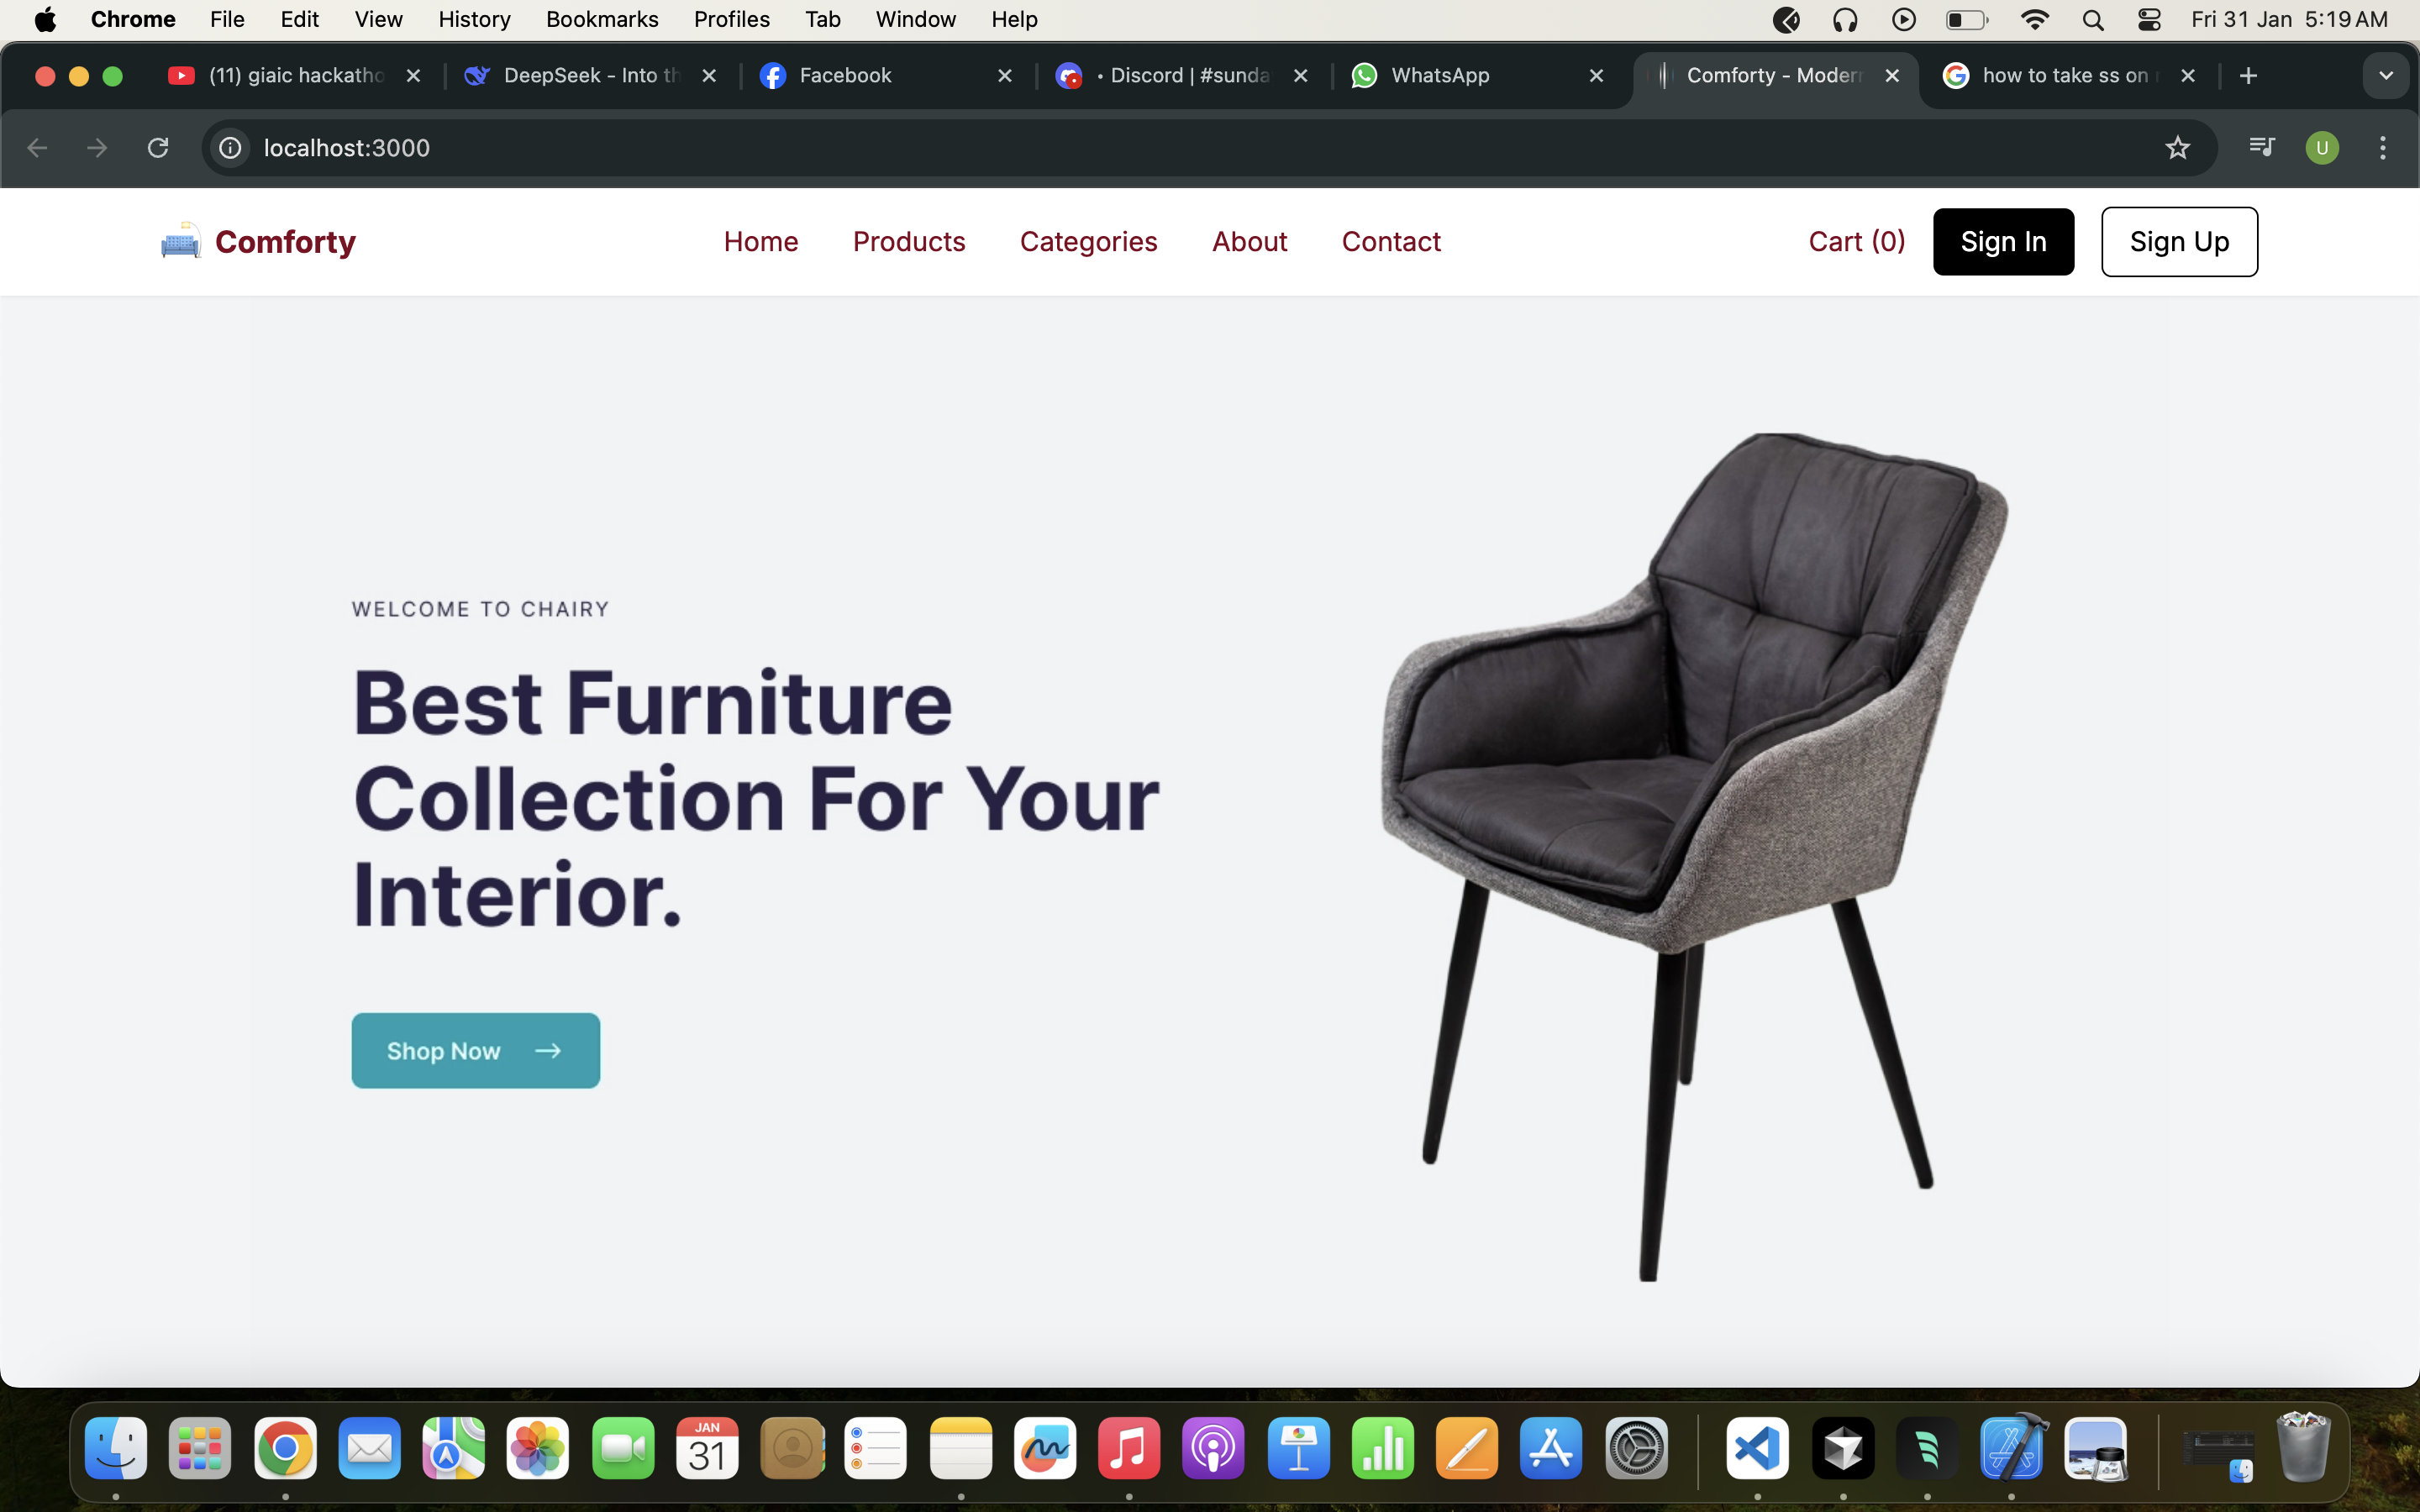 Chrome File Edit View History Bookmarks Profiles Tab Window Help Fri 31 Jan 5:19 AM
(11) giaic hackatho DeepSeek - Into th Facebook • Discord | #sunda WhatsApp Comforty - Modern how to take ss on
localhost:3000 U
Comforty Home Products Categories About Contact Cart (0) Sign In Sign Up
WELCOME TO CHAIRY
Best Furniture
Collection For Your
Interior.
Shop Now
JAN
31